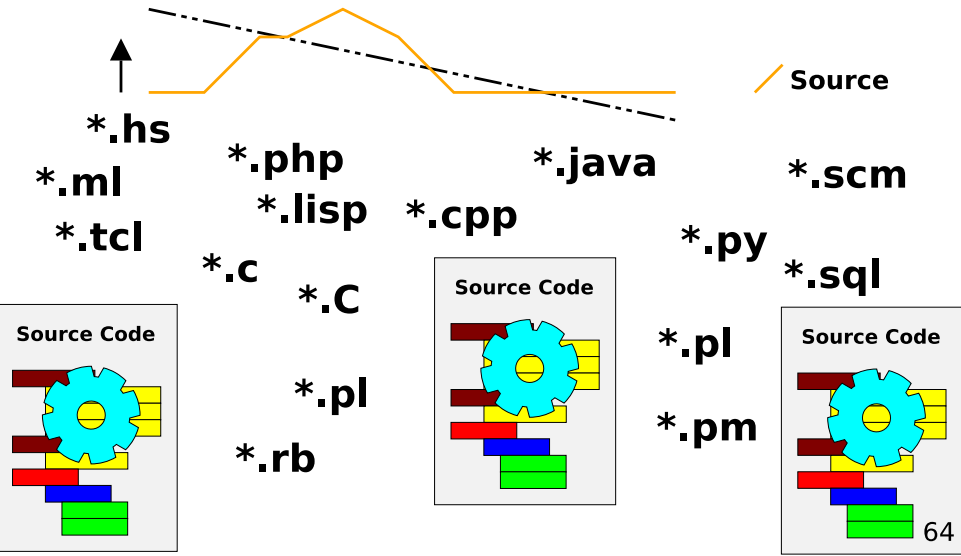 Source
*.hs
*.php
*.java
*.ml
*.scm
*.lisp
*.cpp
*.tcl
*.py
*.c
*.sql
*.C
Source Code
Source Code
Source Code
*.pl
*.pl
*.pm
*.rb
64